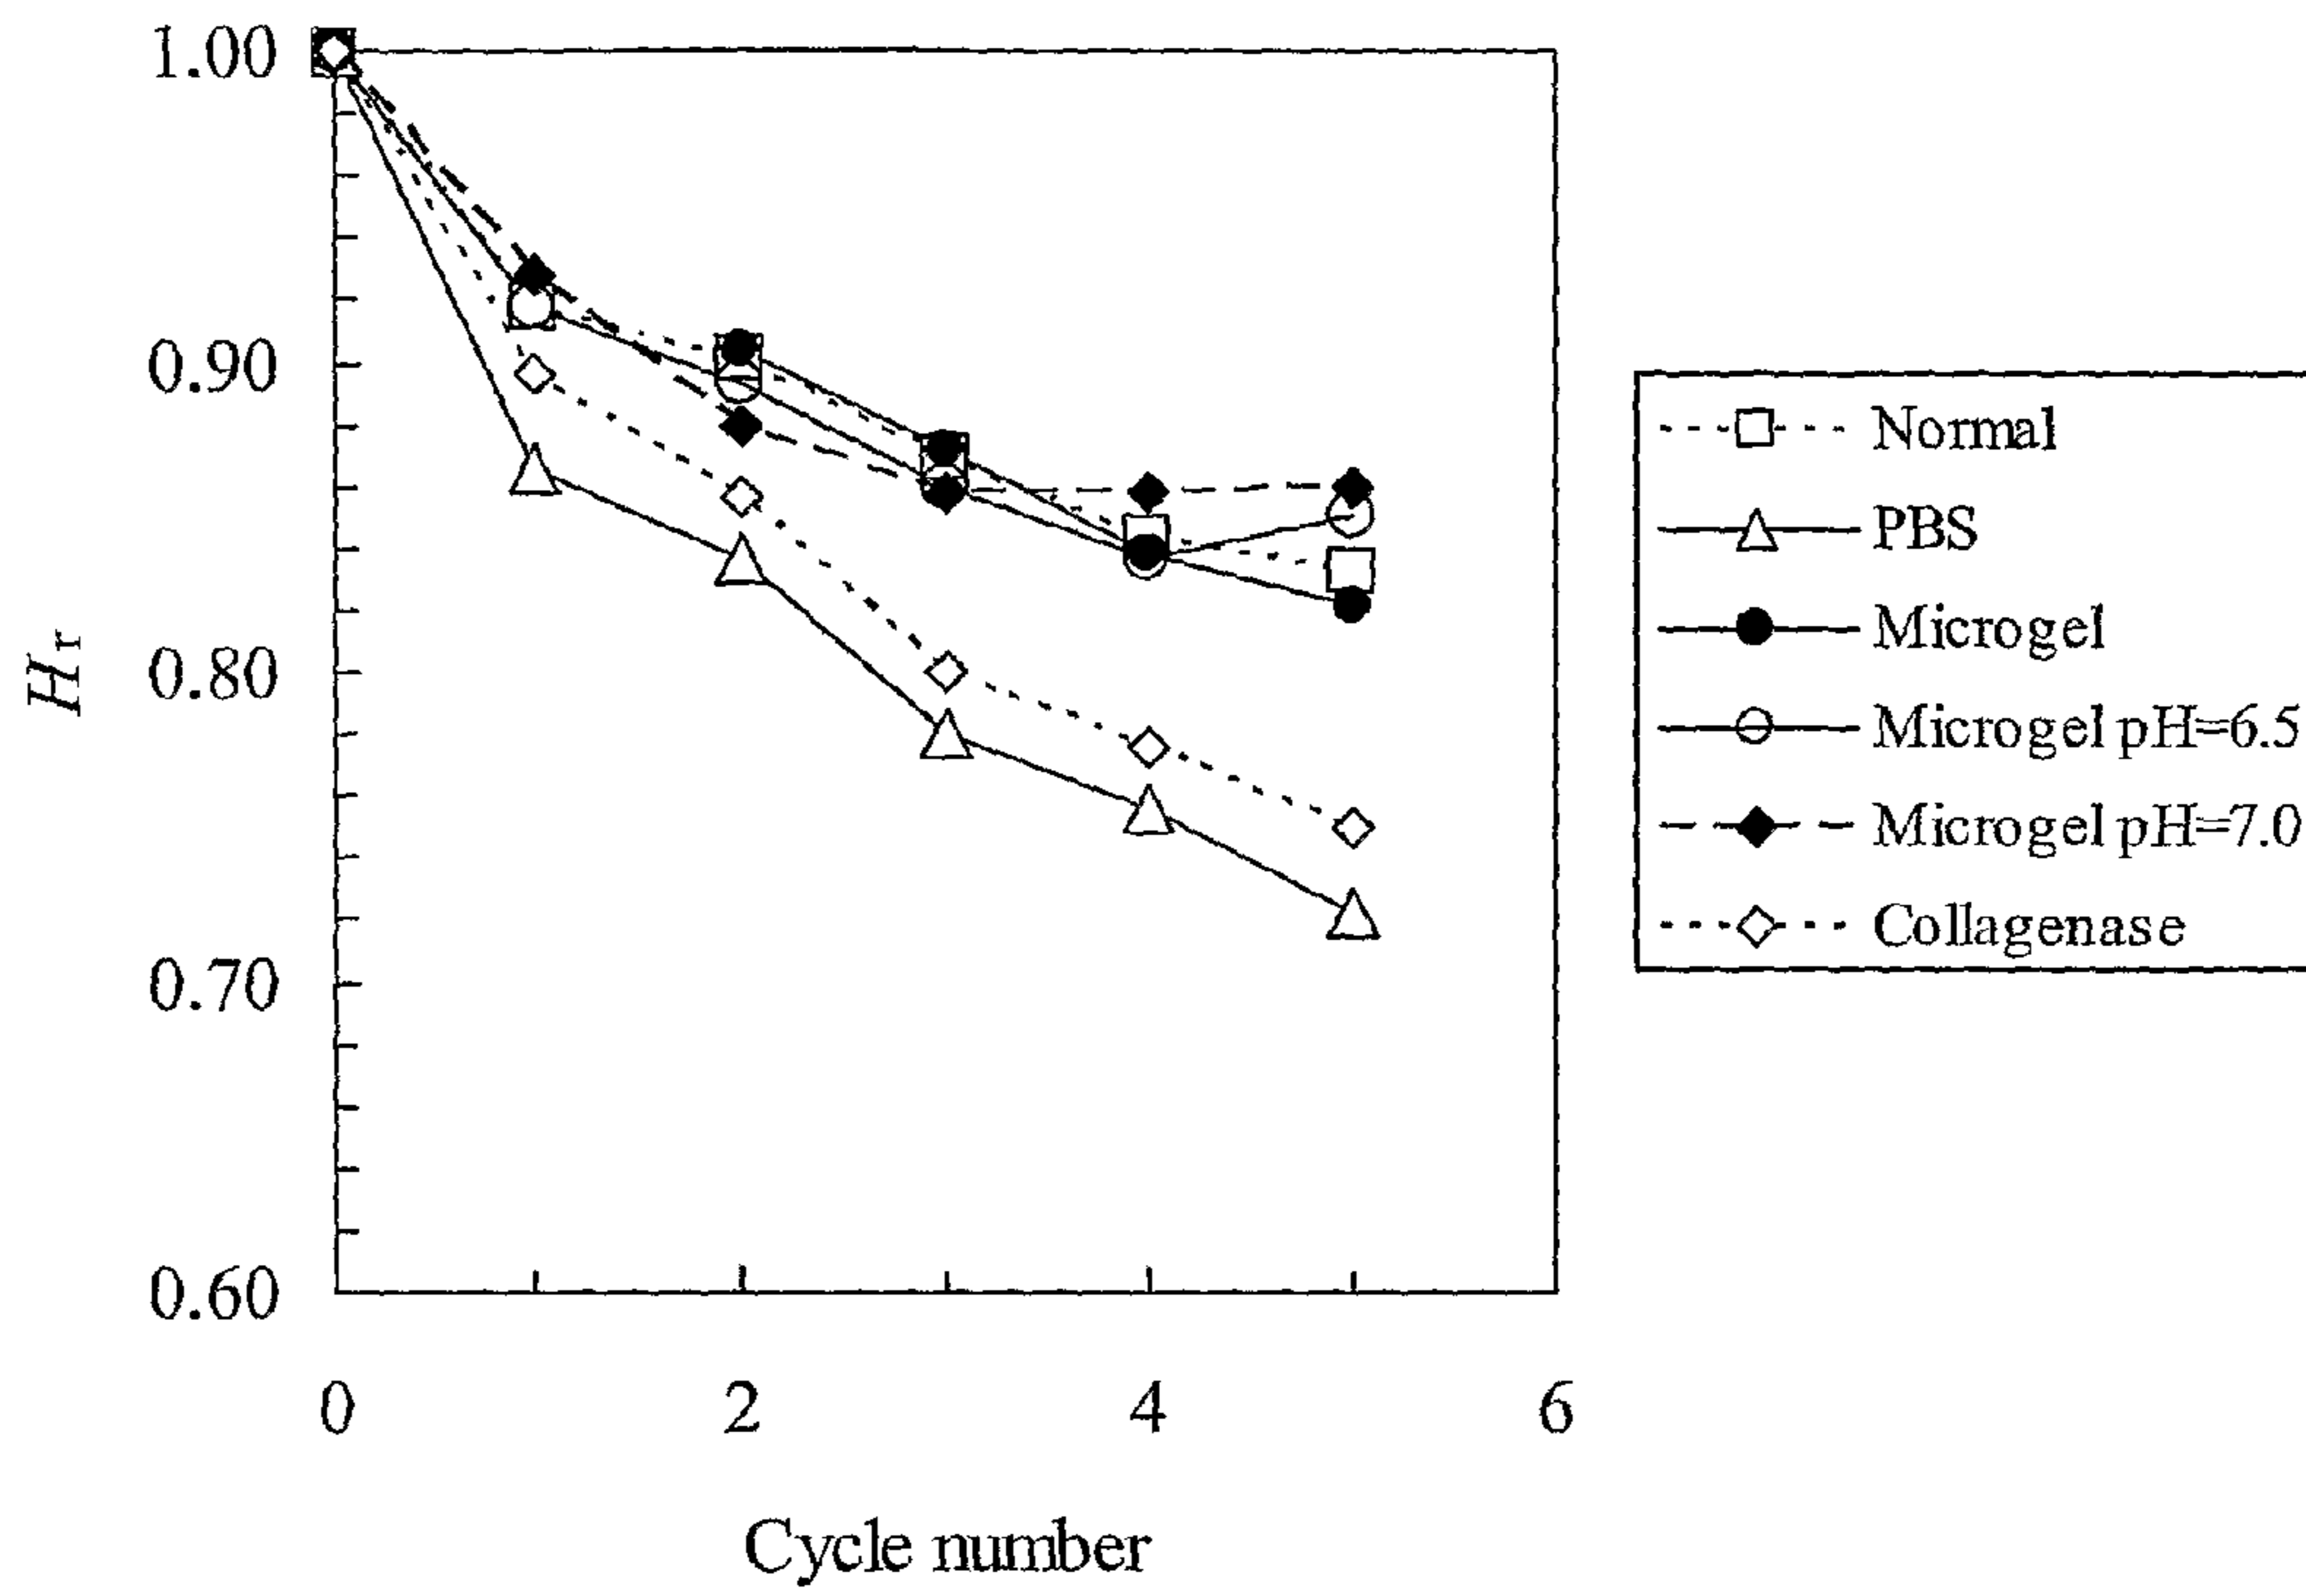 1.00
0.90
0.80
0.70
0.60
Hr
0 2 4 6
Cycle number
Normal
PBS
Microgel
Microgel pH=6.5
Microgel pH=7.0
Collagenase